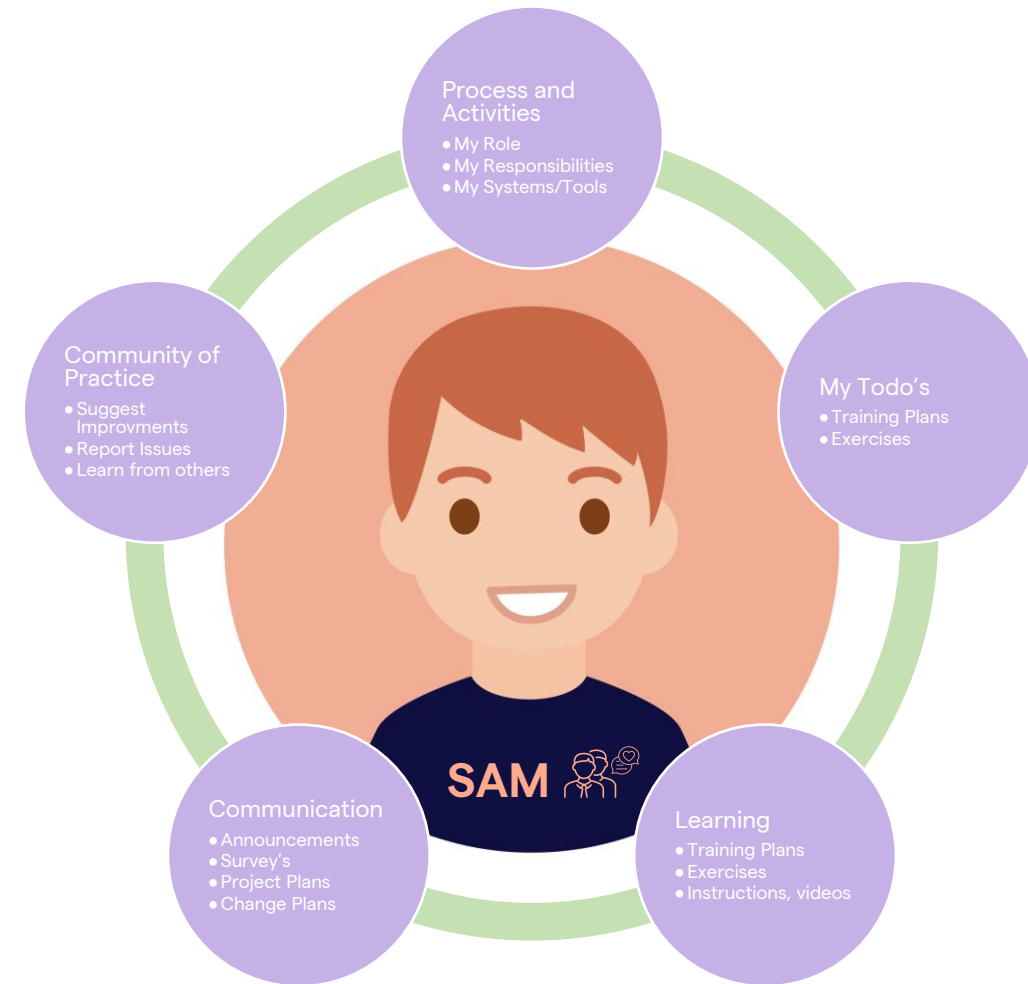 Process and
Activities
• My Role
• My Responsibilities
• My Systems/Tools
My Todo's
• Training Plans
• Exercises
Learning
• Training Plans
• Exercises
• Instructions, videos
Communication
• Announcements
• Survey's
• Project Plans
• Change Plans
Community of
Practice
• Suggest
Improvments
• Report Issues
• Learn from others
SAM